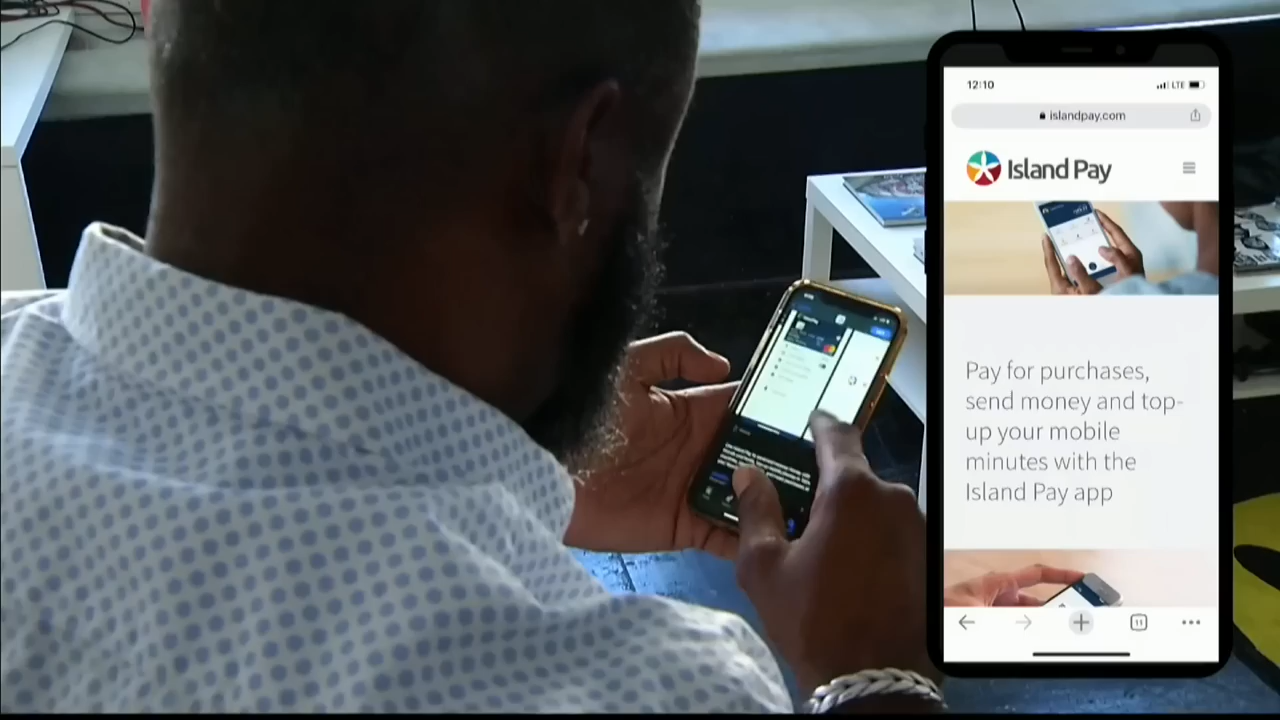 12:10
LTE
islandpay.com
Island Pay
Pay for purchases,
send money and top-
up your mobile
minutes with the
Island Pay app
11